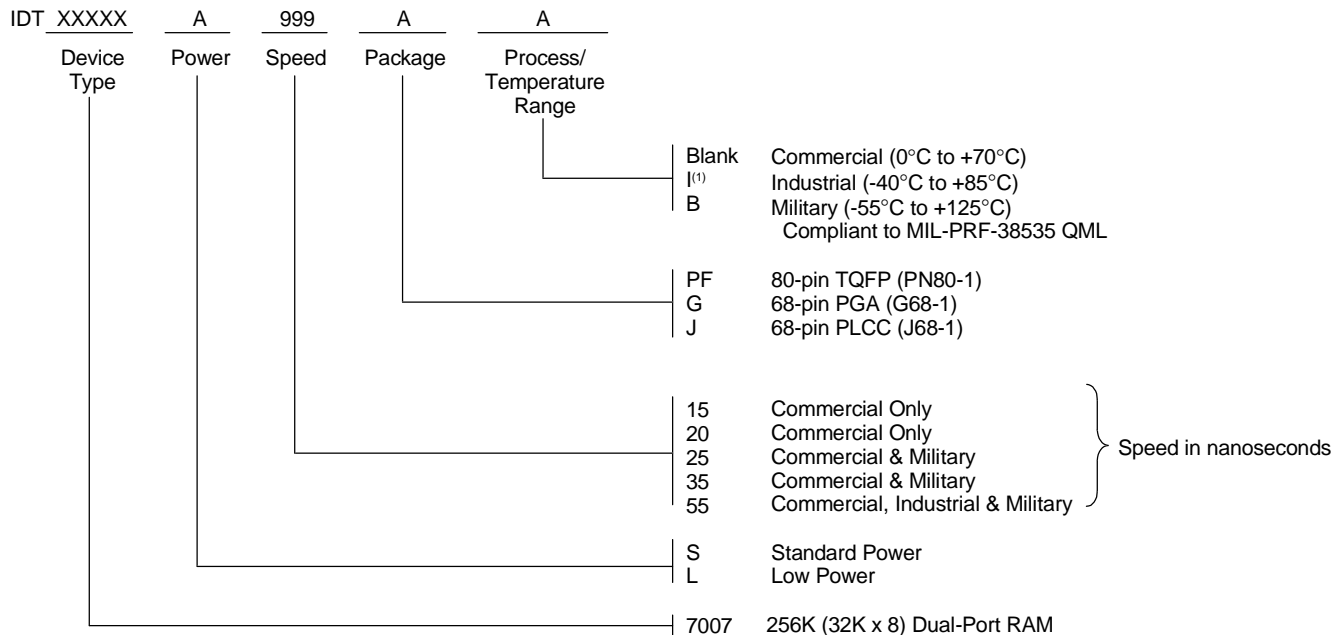 IDT XXXXX A 999 A A
Device Type Power Speed Package Process/ Temperature Range
Blank Commercial (0°C to +70°C)
I(1) Industrial (-40°C to +85°C)
B Military (-55°C to +125°C)
Compliant to MIL-PRF-38535 QML
PF 80-pin TQFP (PN80-1)
G 68-pin PGA (G68-1)
J 68-pin PLCC (J68-1)
15 Commercial Only
20 Commercial Only
25 Commercial & Military
35 Commercial & Military
55 Commercial, Industrial & Military
Speed in nanoseconds
S Standard Power
L Low Power
7007 256K (32K x 8) Dual-Port RAM